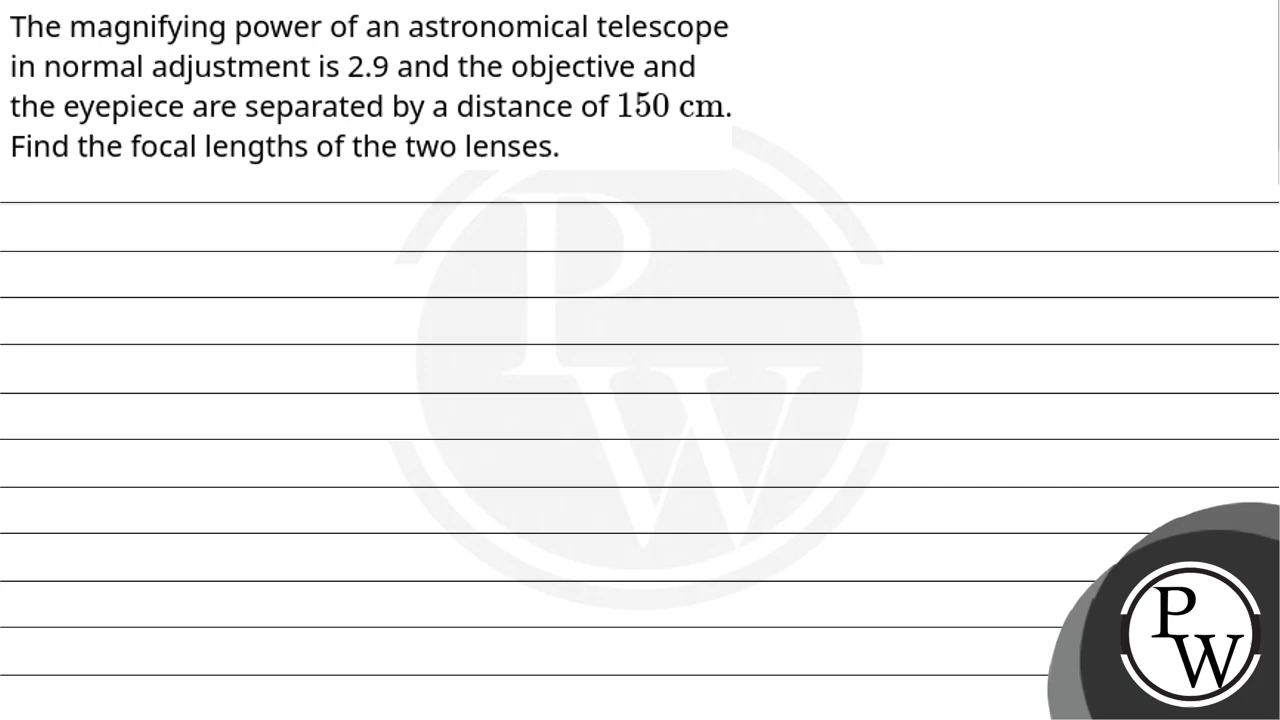 The magnifying power of an astronomical telescope
in normal adjustment is 2.9 and the objective and
the eyepiece are separated by a distance of 150 cm.
Find the focal lengths of the two lenses.
PW
PW